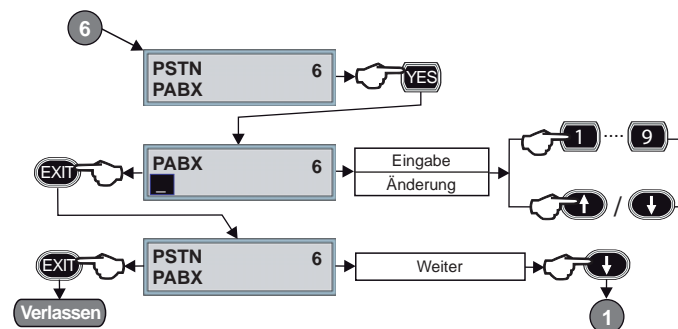 6
PSTN 6
PABX
YES
EXIT
PABX 6
_
Eingabe
Änderung
1 .... 9
/
EXIT
PSTN 6
PABX
Weiter
Verlassen
1